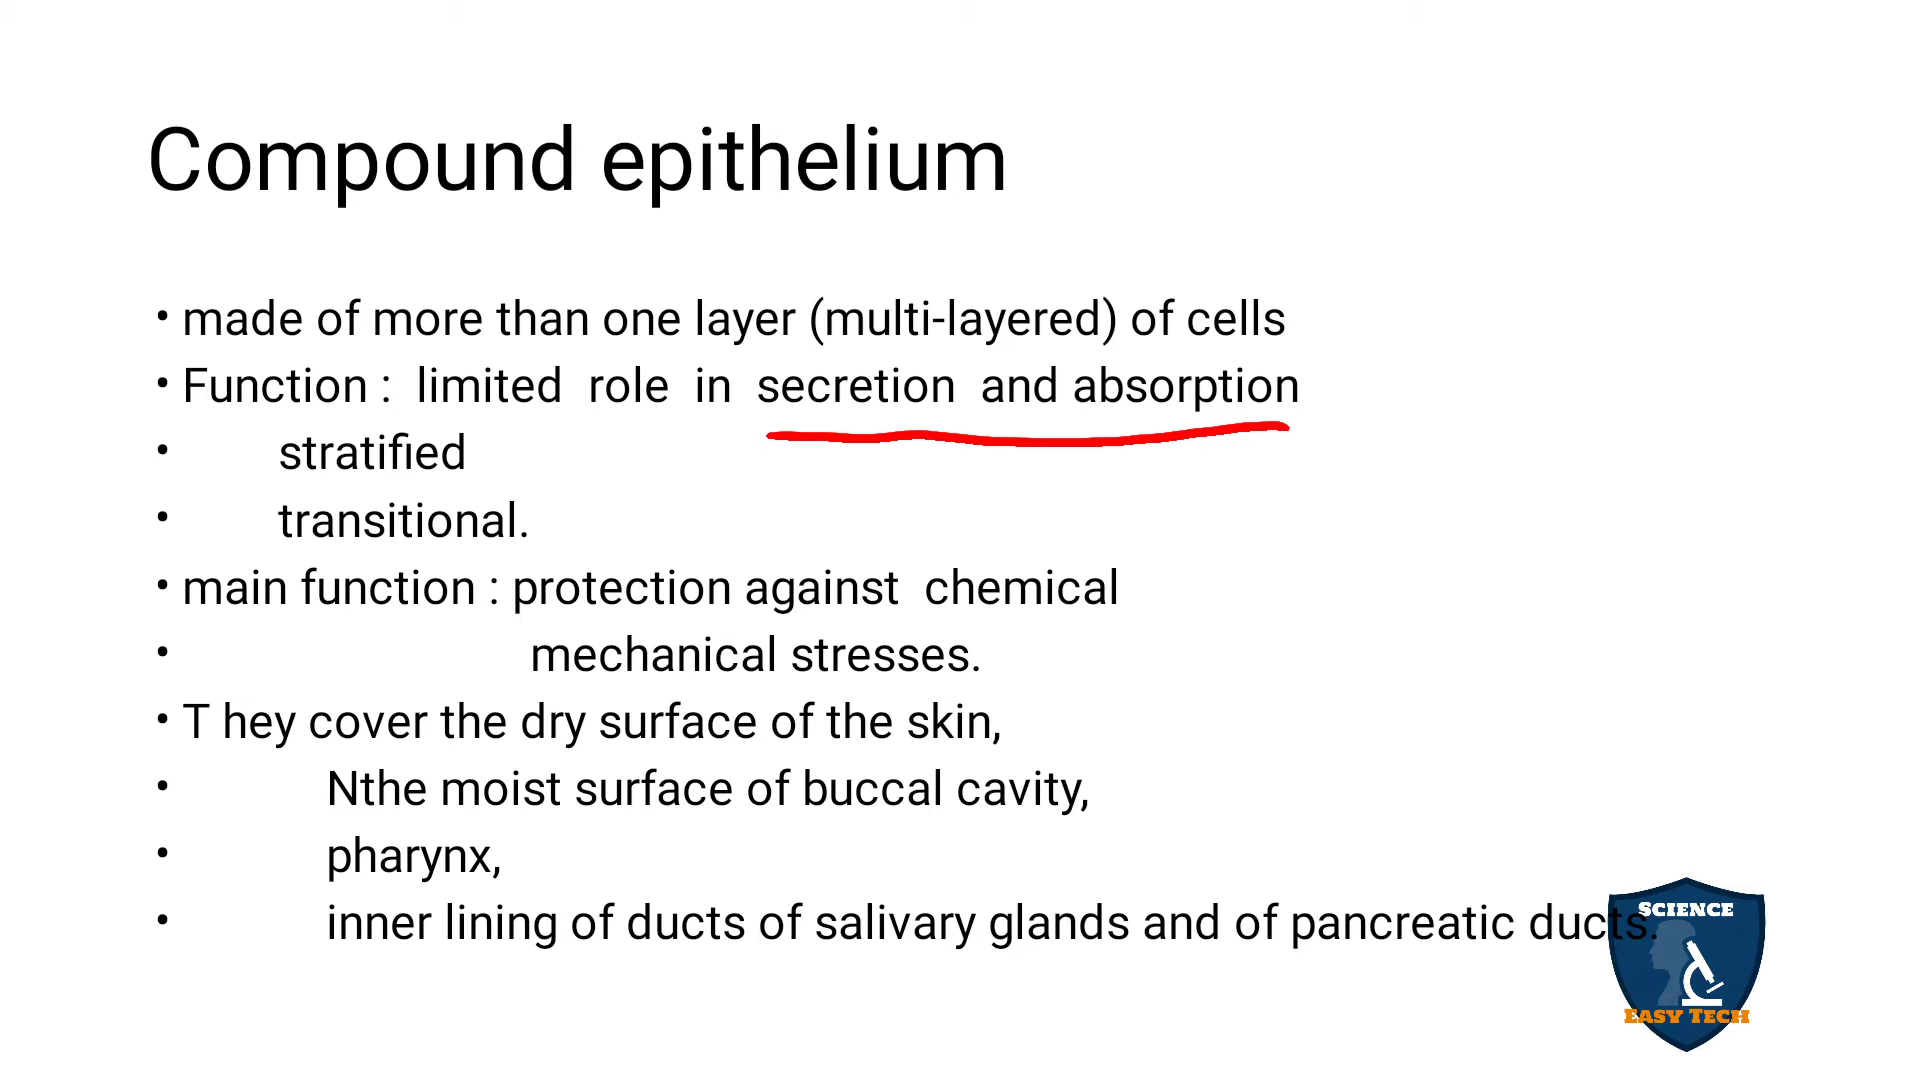 Compound epithelium
• made of more than one layer (multi-layered) of cells
• Function : limited role in secretion and absorption
• stratified
• transitional.
• main function : protection against chemical
• mechanical stresses.
• T hey cover the dry surface of the skin,
• Nthe moist surface of buccal cavity,
• pharynx,
• inner lining of ducts of salivary glands and of pancreatic ducts.
SCIENCE
EASY TECH